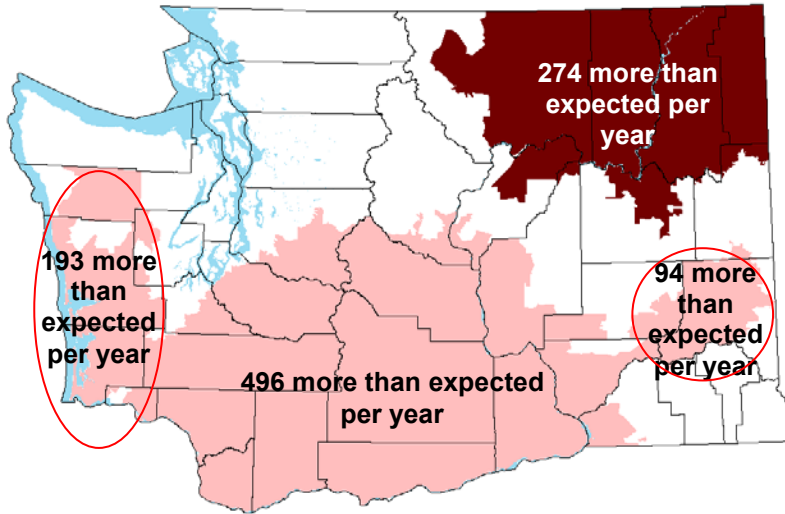 274 more than
expected per
year
193 more
than
expected
per year
94 more
than
expected
per year
496 more than expected
per year